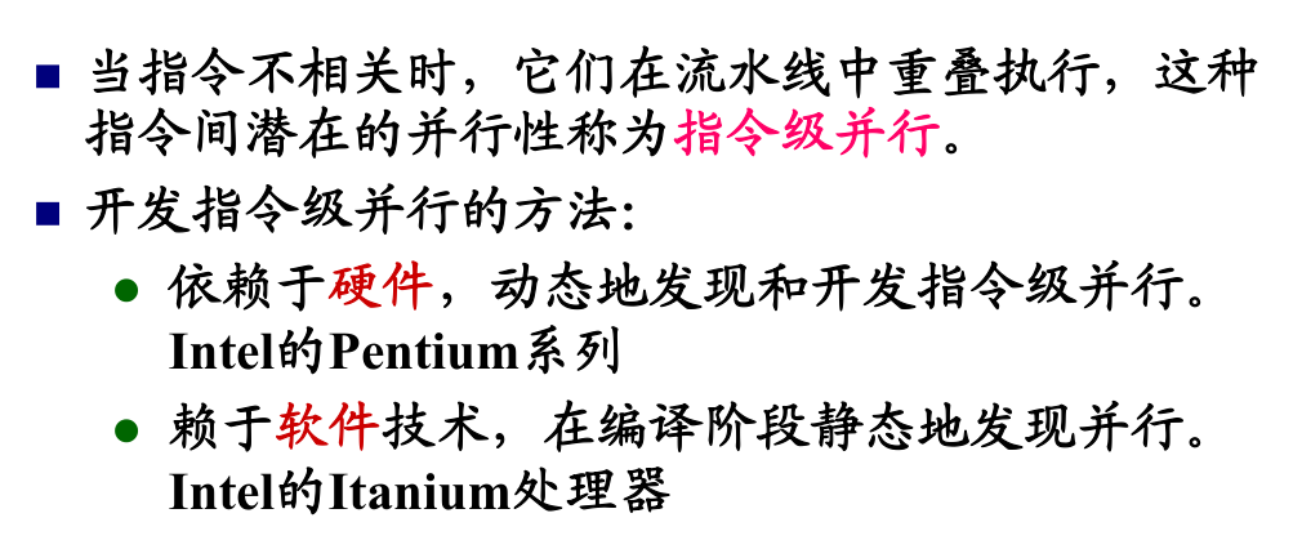 当指令不相关时，它们在流水线中重叠执行，这种
指令间潜在的并行性称为指令级并行。
开发指令级并行的方法：
依赖于硬件，动态地发现和开发指令级并行。
Intel的Pentium系列
赖于软件技术，在编译阶段静态地发现并行。
Intel的Itanium处理器